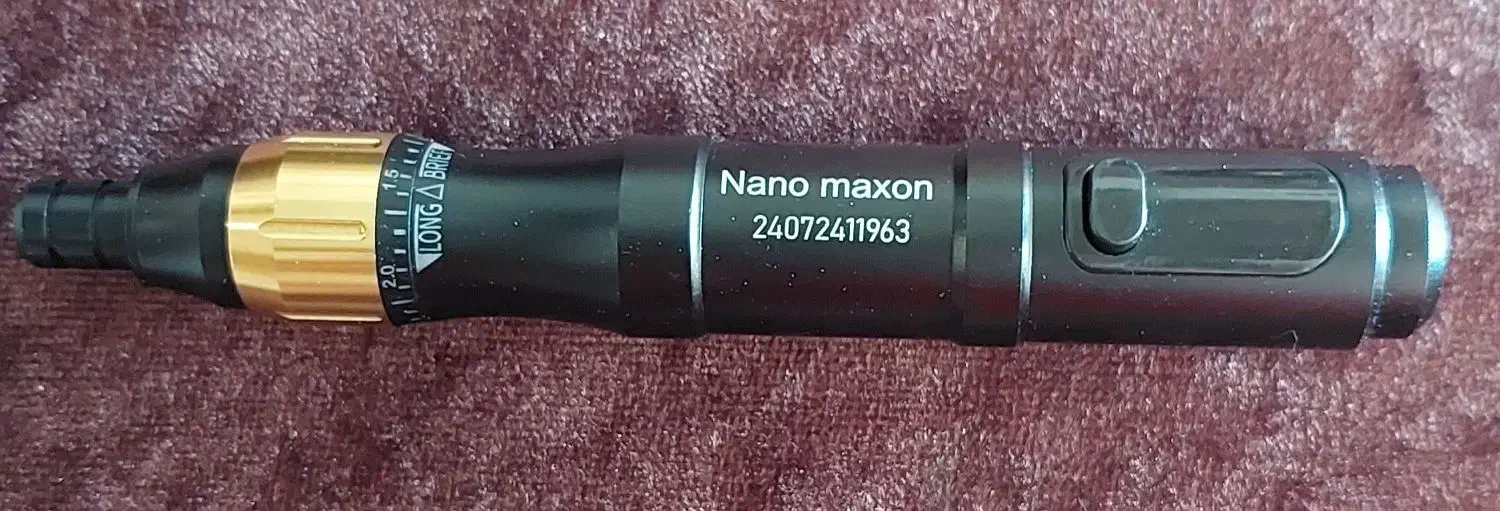 Nano maxon
24072411963
1.5
2.0
LONG △ BRIEF